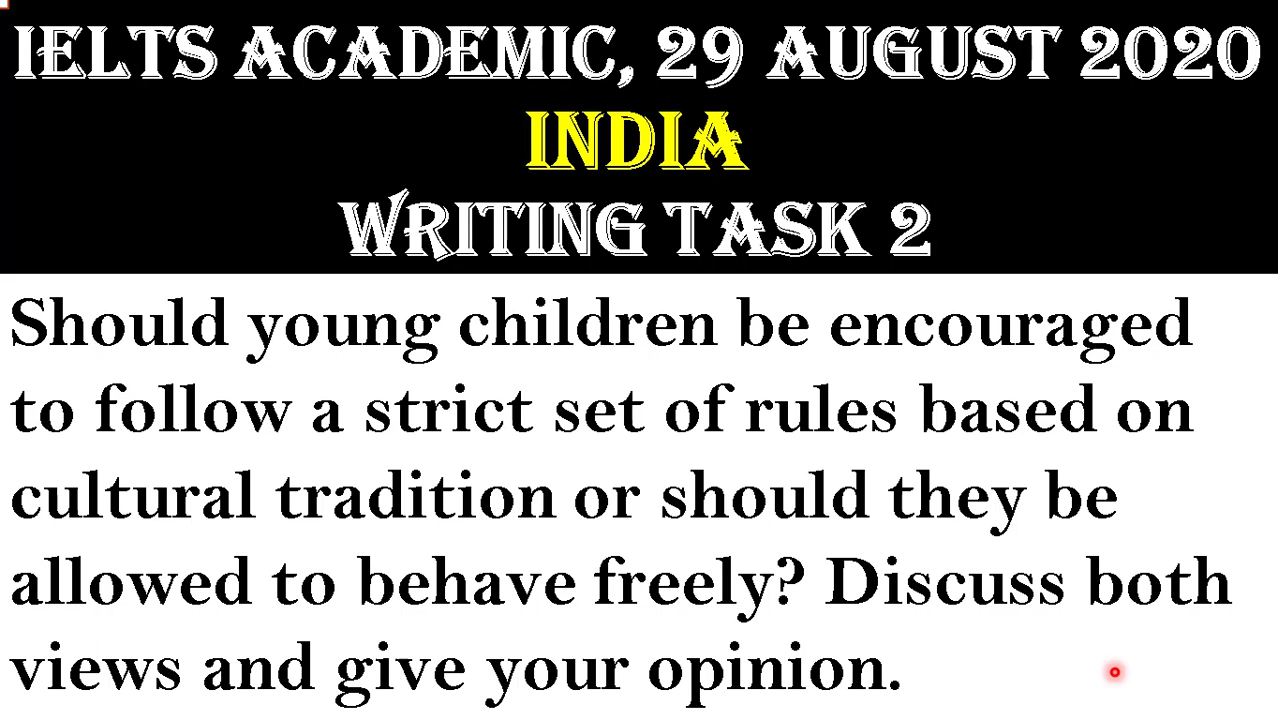 IELTS ACADEMIC, 29 AUGUST 2020
INDIA
WRITING TASK 2
Should young children be encouraged
to follow a strict set of rules based on
cultural tradition or should they be
allowed to behave freely? Discuss both
views and give your opinion.